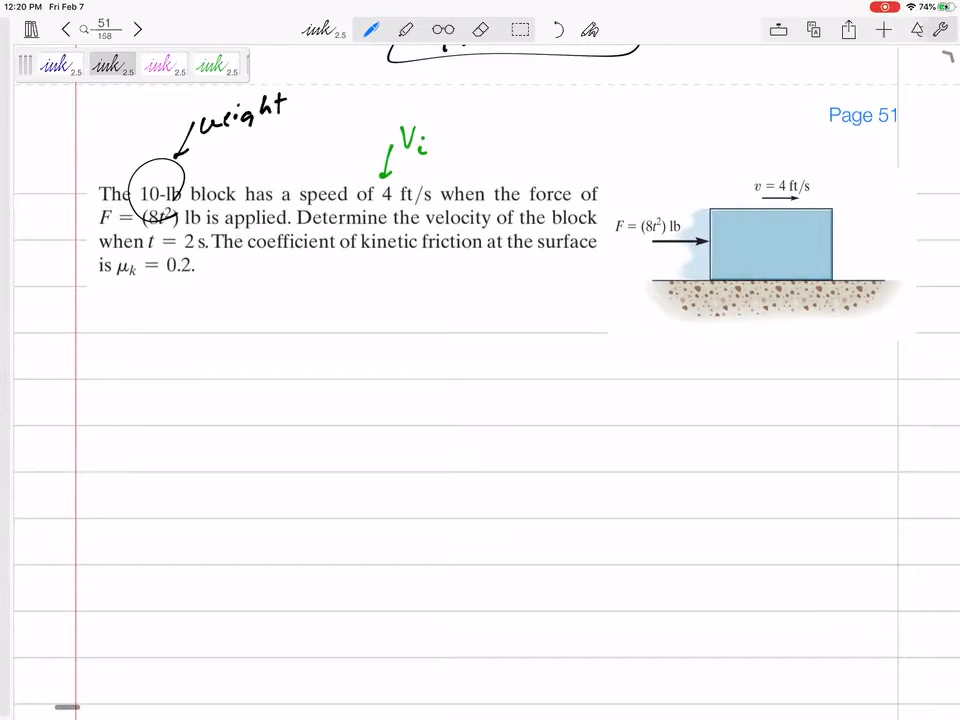 12:20 PM Fri Feb 7
74%
51
158
ink 2.5
ink 2.5 ink 2.5 ink 2.5 ink 2.5
weight
Page 51
Vi
The 10-lb block has a speed of 4 ft/s when the force of
F = (8t²) lb is applied. Determine the velocity of the block
when t = 2 s. The coefficient of kinetic friction at the surface
is μk = 0.2.
v = 4 ft/s
F = (8t²) lb